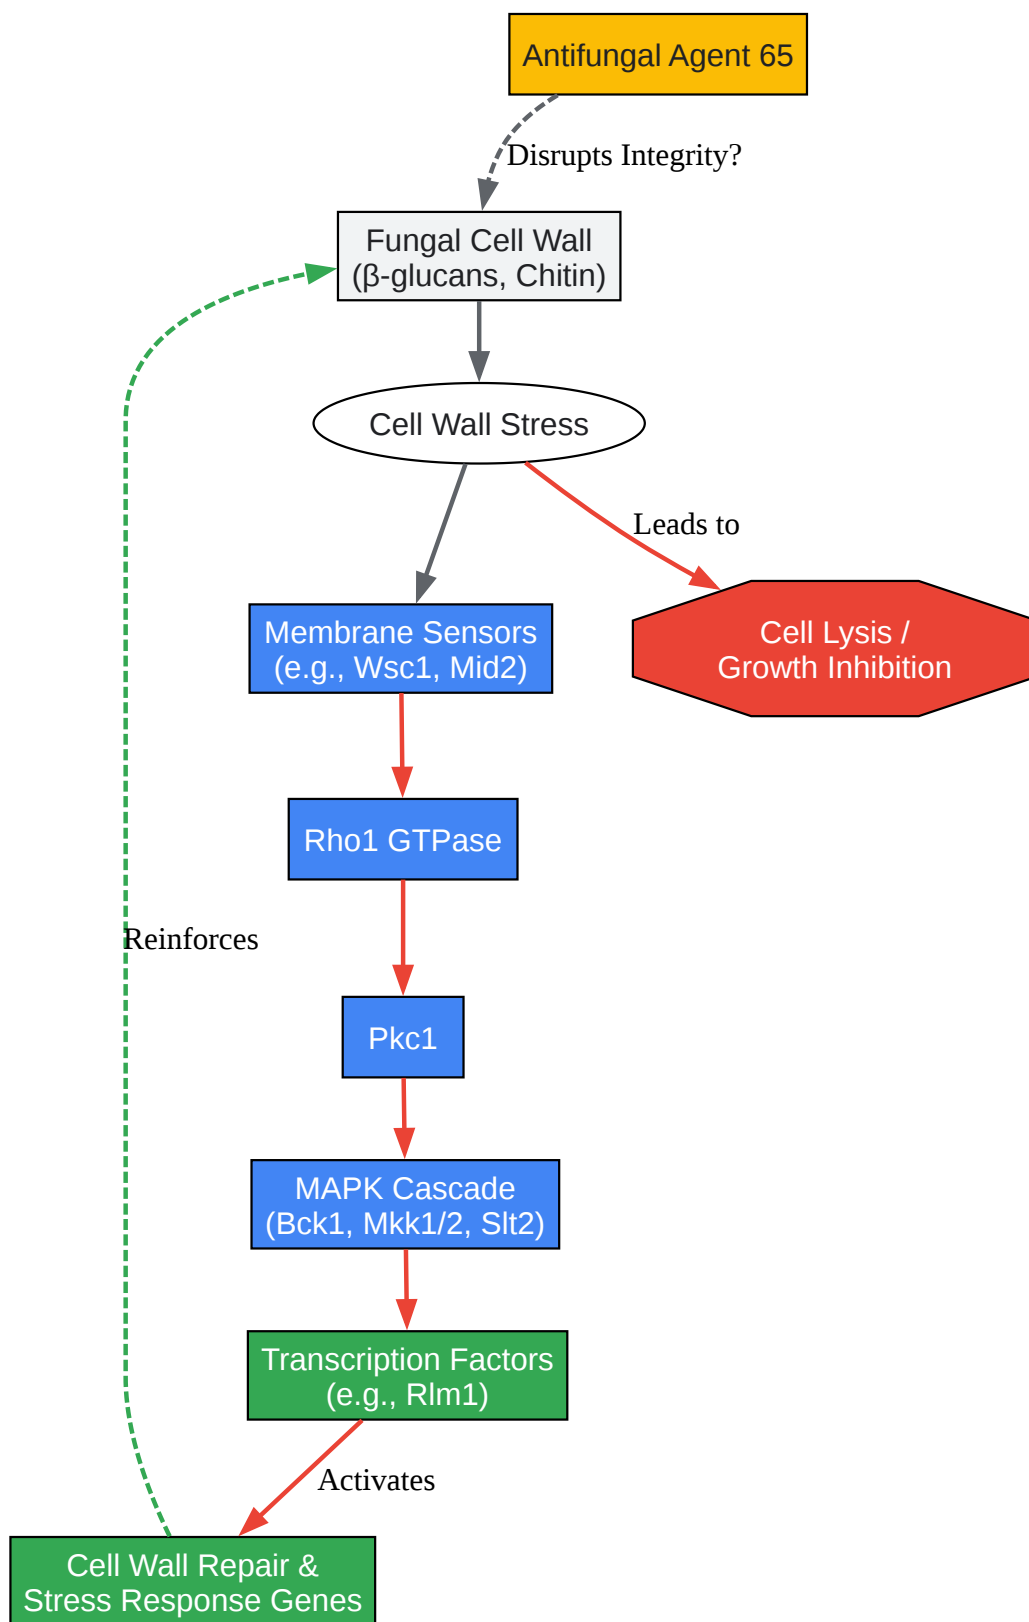 Antifungal Agent 65
Disrupts Integrity?
Fungal Cell Wall
(β-glucans, Chitin)
Cell Wall Stress
Leads to
Membrane Sensors
(e.g., Wsc1, Mid2)
Cell Lysis /
Growth Inhibition
Rho1 GTPase
Reinforces
Pkc1
MAPK Cascade
(Bck1, Mkk1/2, Slt2)
Transcription Factors
(e.g., Rlm1)
Activates
Cell Wall Repair &
Stress Response Genes